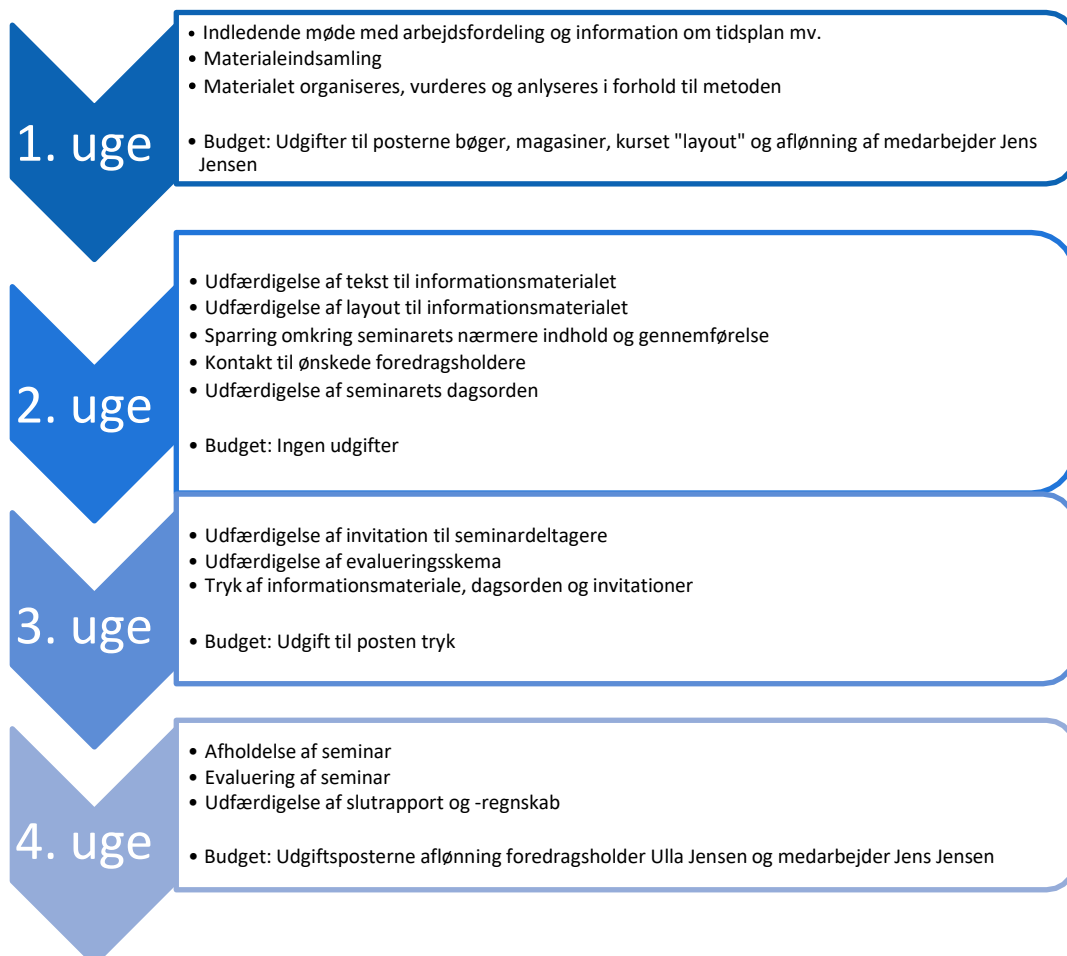 1. uge
• Indledende møde med arbejdsfordeling og information om tidsplan mv.
• Materialeindsamling
• Materialet organiseres, vurderes og anlyseres i forhold til metoden
• Budget: Udgifter til posterne bøger, magasiner, kurset "layout" og aflønning af medarbejder Jens
Jensen
2. uge
• Udfærdigelse af tekst til informationsmaterialet
• Udfærdigelse af layout til informationsmaterialet
• Sparring omkring seminarets nærmere indhold og gennemførelse
• Kontakt til ønskede foredragsholdere
• Udfærdigelse af seminarets dagsorden
• Budget: Ingen udgifter
3. uge
• Udfærdigelse af invitation til seminardeltagere
• Udfærdigelse af evalueringsskema
• Tryk af informationsmateriale, dagsorden og invitationer
• Budget: Udgift til posten tryk
4. uge
• Afholdelse af seminar
• Evaluering af seminar
• Udfærdigelse af slutrapport og -regnskab
• Budget: Udgiftsposterne aflønning foredragsholder Ulla Jensen og medarbejder Jens Jensen